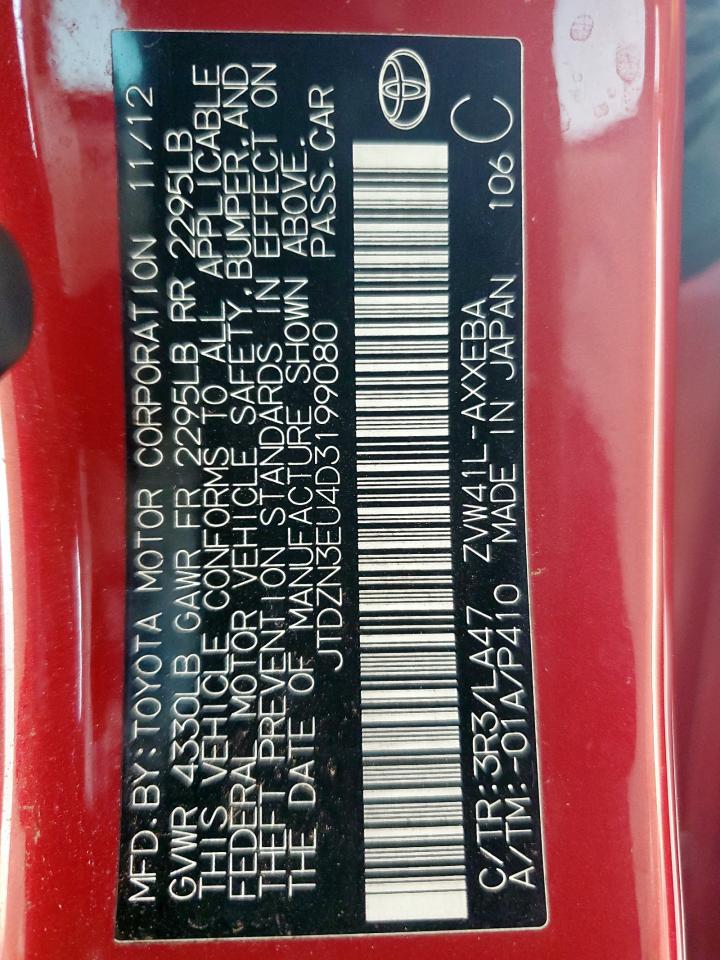 MFD. BY: TOYOTA MOTOR CORPORATION 11/12
GVWR 4330LB GAWR FR 2295LB RR 2295LB
THIS VEHICLE CONFORMS TO ALL APPLICABLE
FEDERAL MOTOR VEHICLE SAFETY, BUMPER, AND
THEFT PREVENTION STANDARDS IN EFFECT ON
THE DATE OF MANUFACTURE SHOWN ABOVE.
JTDZN3EU4D3199080 PASS. CAR
C/TR: 3R3/LA47 ZVW41L-AXXEBA 106 C
A/TM: -01A/P410 MADE IN JAPAN